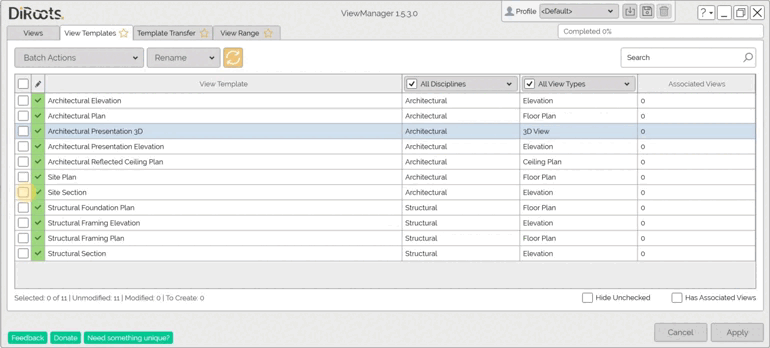 DiRoots.
ViewManager 1.5.3.0
Profile <Default>
?
Views View Templates Template Transfer View Range
Completed 0%
Batch Actions Rename Search
View Template All Disciplines All View Types Associated Views
Architectural Elevation Architectural Elevation 0
Architectural Plan Architectural Floor Plan 0
Architectural Presentation 3D Architectural 3D View 0
Architectural Presentation Elevation Architectural Elevation 0
Architectural Reflected Ceiling Plan Architectural Ceiling Plan 0
Site Plan Architectural Floor Plan 0
Site Section Architectural Elevation 0
Structural Foundation Plan Structural Floor Plan 0
Structural Framing Elevation Structural Elevation 0
Structural Framing Plan Structural Floor Plan 0
Structural Section Structural Elevation 0
Selected: 0 of 11 | Unmodified: 11 | Modified: 0 | To Create: 0 Hide Unchecked Has Associated Views
Feedback Donate Need something unique? Cancel Apply